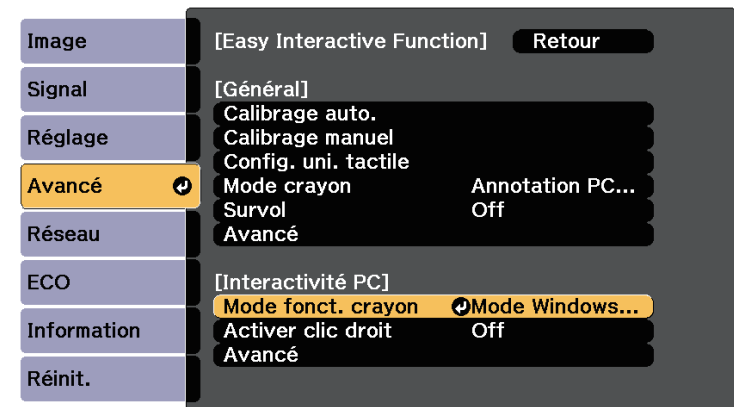 Image
Signal
Réglage
Avancé
Réseau
ECO
Information
Réinit.
[Easy Interactive Function] Retour
[Général]
Calibrage auto.
Calibrage manuel
Config. uni. tactile
Mode crayon Annotation PC...
Survol Off
Avancé
[Interactivité PC]
Mode fonct. crayon Mode Windows...
Activer clic droit Off
Avancé